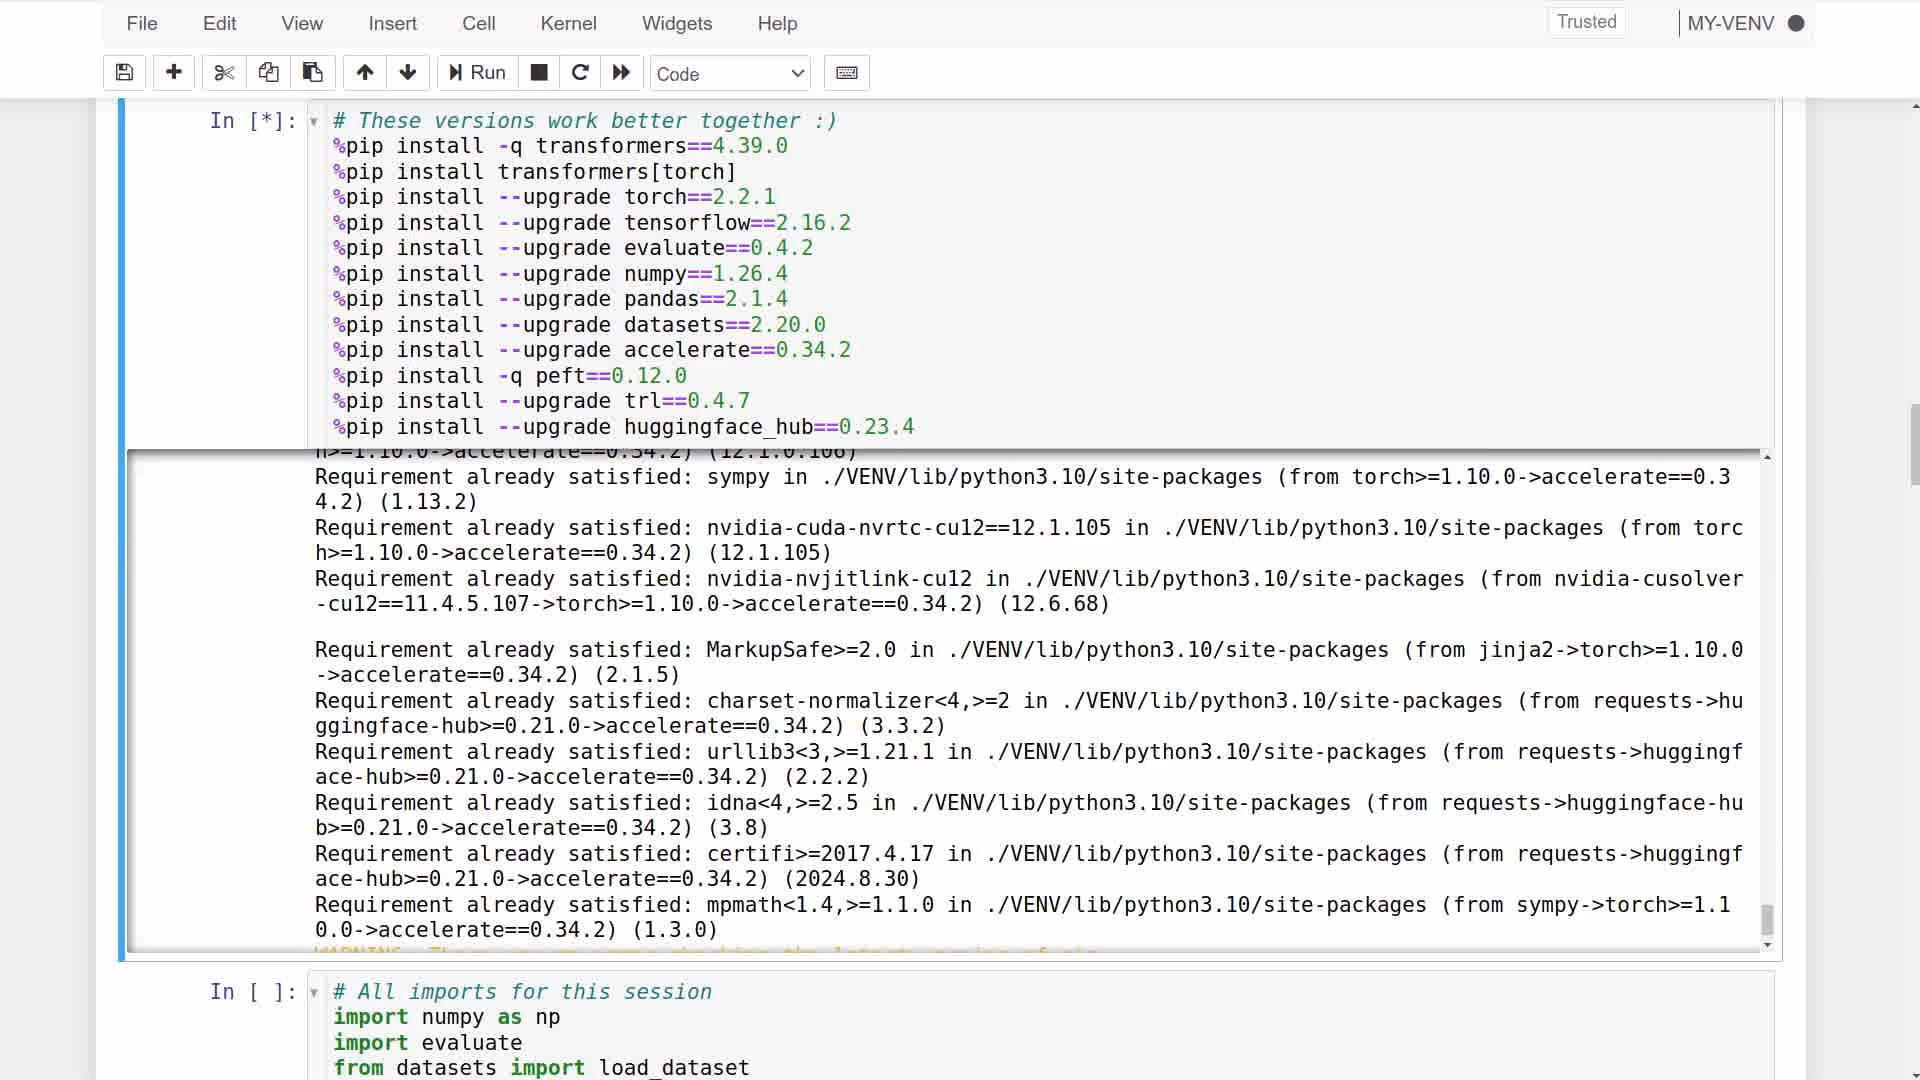 File Edit View Insert Cell Kernel Widgets Help Trusted MY-VENV
Run Code
In [*]: # These versions work better together :)
%pip install -q transformers==4.39.0
%pip install transformers[torch]
%pip install --upgrade torch==2.2.1
%pip install --upgrade tensorflow==2.16.2
%pip install --upgrade evaluate==0.4.2
%pip install --upgrade numpy==1.26.4
%pip install --upgrade pandas==2.1.4
%pip install --upgrade datasets==2.20.0
%pip install --upgrade accelerate==0.34.2
%pip install -q peft==0.12.0
%pip install --upgrade trl==0.4.7
%pip install --upgrade huggingface_hub==0.23.4
h>=1.10.0->accelerate==0.34.2) (12.1.0.106)
Requirement already satisfied: sympy in ./VENV/lib/python3.10/site-packages (from torch>=1.10.0->accelerate==0.3
4.2) (1.13.2)
Requirement already satisfied: nvidia-cuda-nvrtc-cu12==12.1.105 in ./VENV/lib/python3.10/site-packages (from torc
h>=1.10.0->accelerate==0.34.2) (12.1.105)
Requirement already satisfied: nvidia-nvjitlink-cu12 in ./VENV/lib/python3.10/site-packages (from nvidia-cusolver
-cu12==11.4.5.107->torch>=1.10.0->accelerate==0.34.2) (12.6.68)
Requirement already satisfied: MarkupSafe>=2.0 in ./VENV/lib/python3.10/site-packages (from jinja2->torch>=1.10.0
->accelerate==0.34.2) (2.1.5)
Requirement already satisfied: charset-normalizer<4,>=2 in ./VENV/lib/python3.10/site-packages (from requests->hu
ggingface-hub>=0.21.0->accelerate==0.34.2) (3.3.2)
Requirement already satisfied: urllib3<3,>=1.21.1 in ./VENV/lib/python3.10/site-packages (from requests->huggingf
ace-hub>=0.21.0->accelerate==0.34.2) (2.2.2)
Requirement already satisfied: idna<4,>=2.5 in ./VENV/lib/python3.10/site-packages (from requests->huggingface-hu
b>=0.21.0->accelerate==0.34.2) (3.8)
Requirement already satisfied: certifi>=2017.4.17 in ./VENV/lib/python3.10/site-packages (from requests->huggingf
ace-hub>=0.21.0->accelerate==0.34.2) (2024.8.30)
Requirement already satisfied: mpmath<1.4,>=1.1.0 in ./VENV/lib/python3.10/site-packages (from sympy->torch>=1.1
0.0->accelerate==0.34.2) (1.3.0)
In [ ]: # All imports for this session
import numpy as np
import evaluate
from datasets import load_dataset